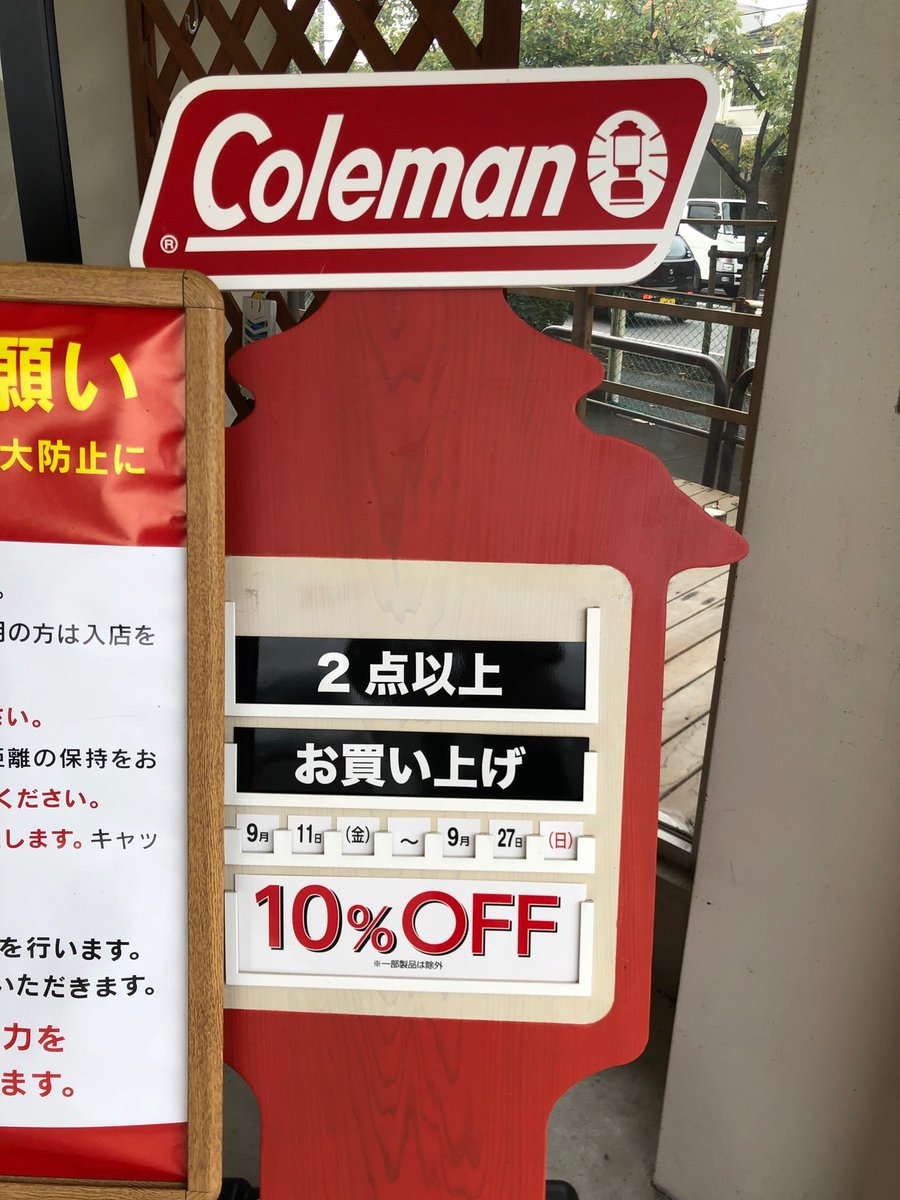 Coleman
®
願い
大防止に
の方は入店を
さい。
距離の保持をお
ください。
します。キャッ
を行います。
いただきます。
力を
ます。
2点以上
お買い上げ
9月 11日 (金) ～ 9月 27日 (日)
10%OFF
※一部製品は除外